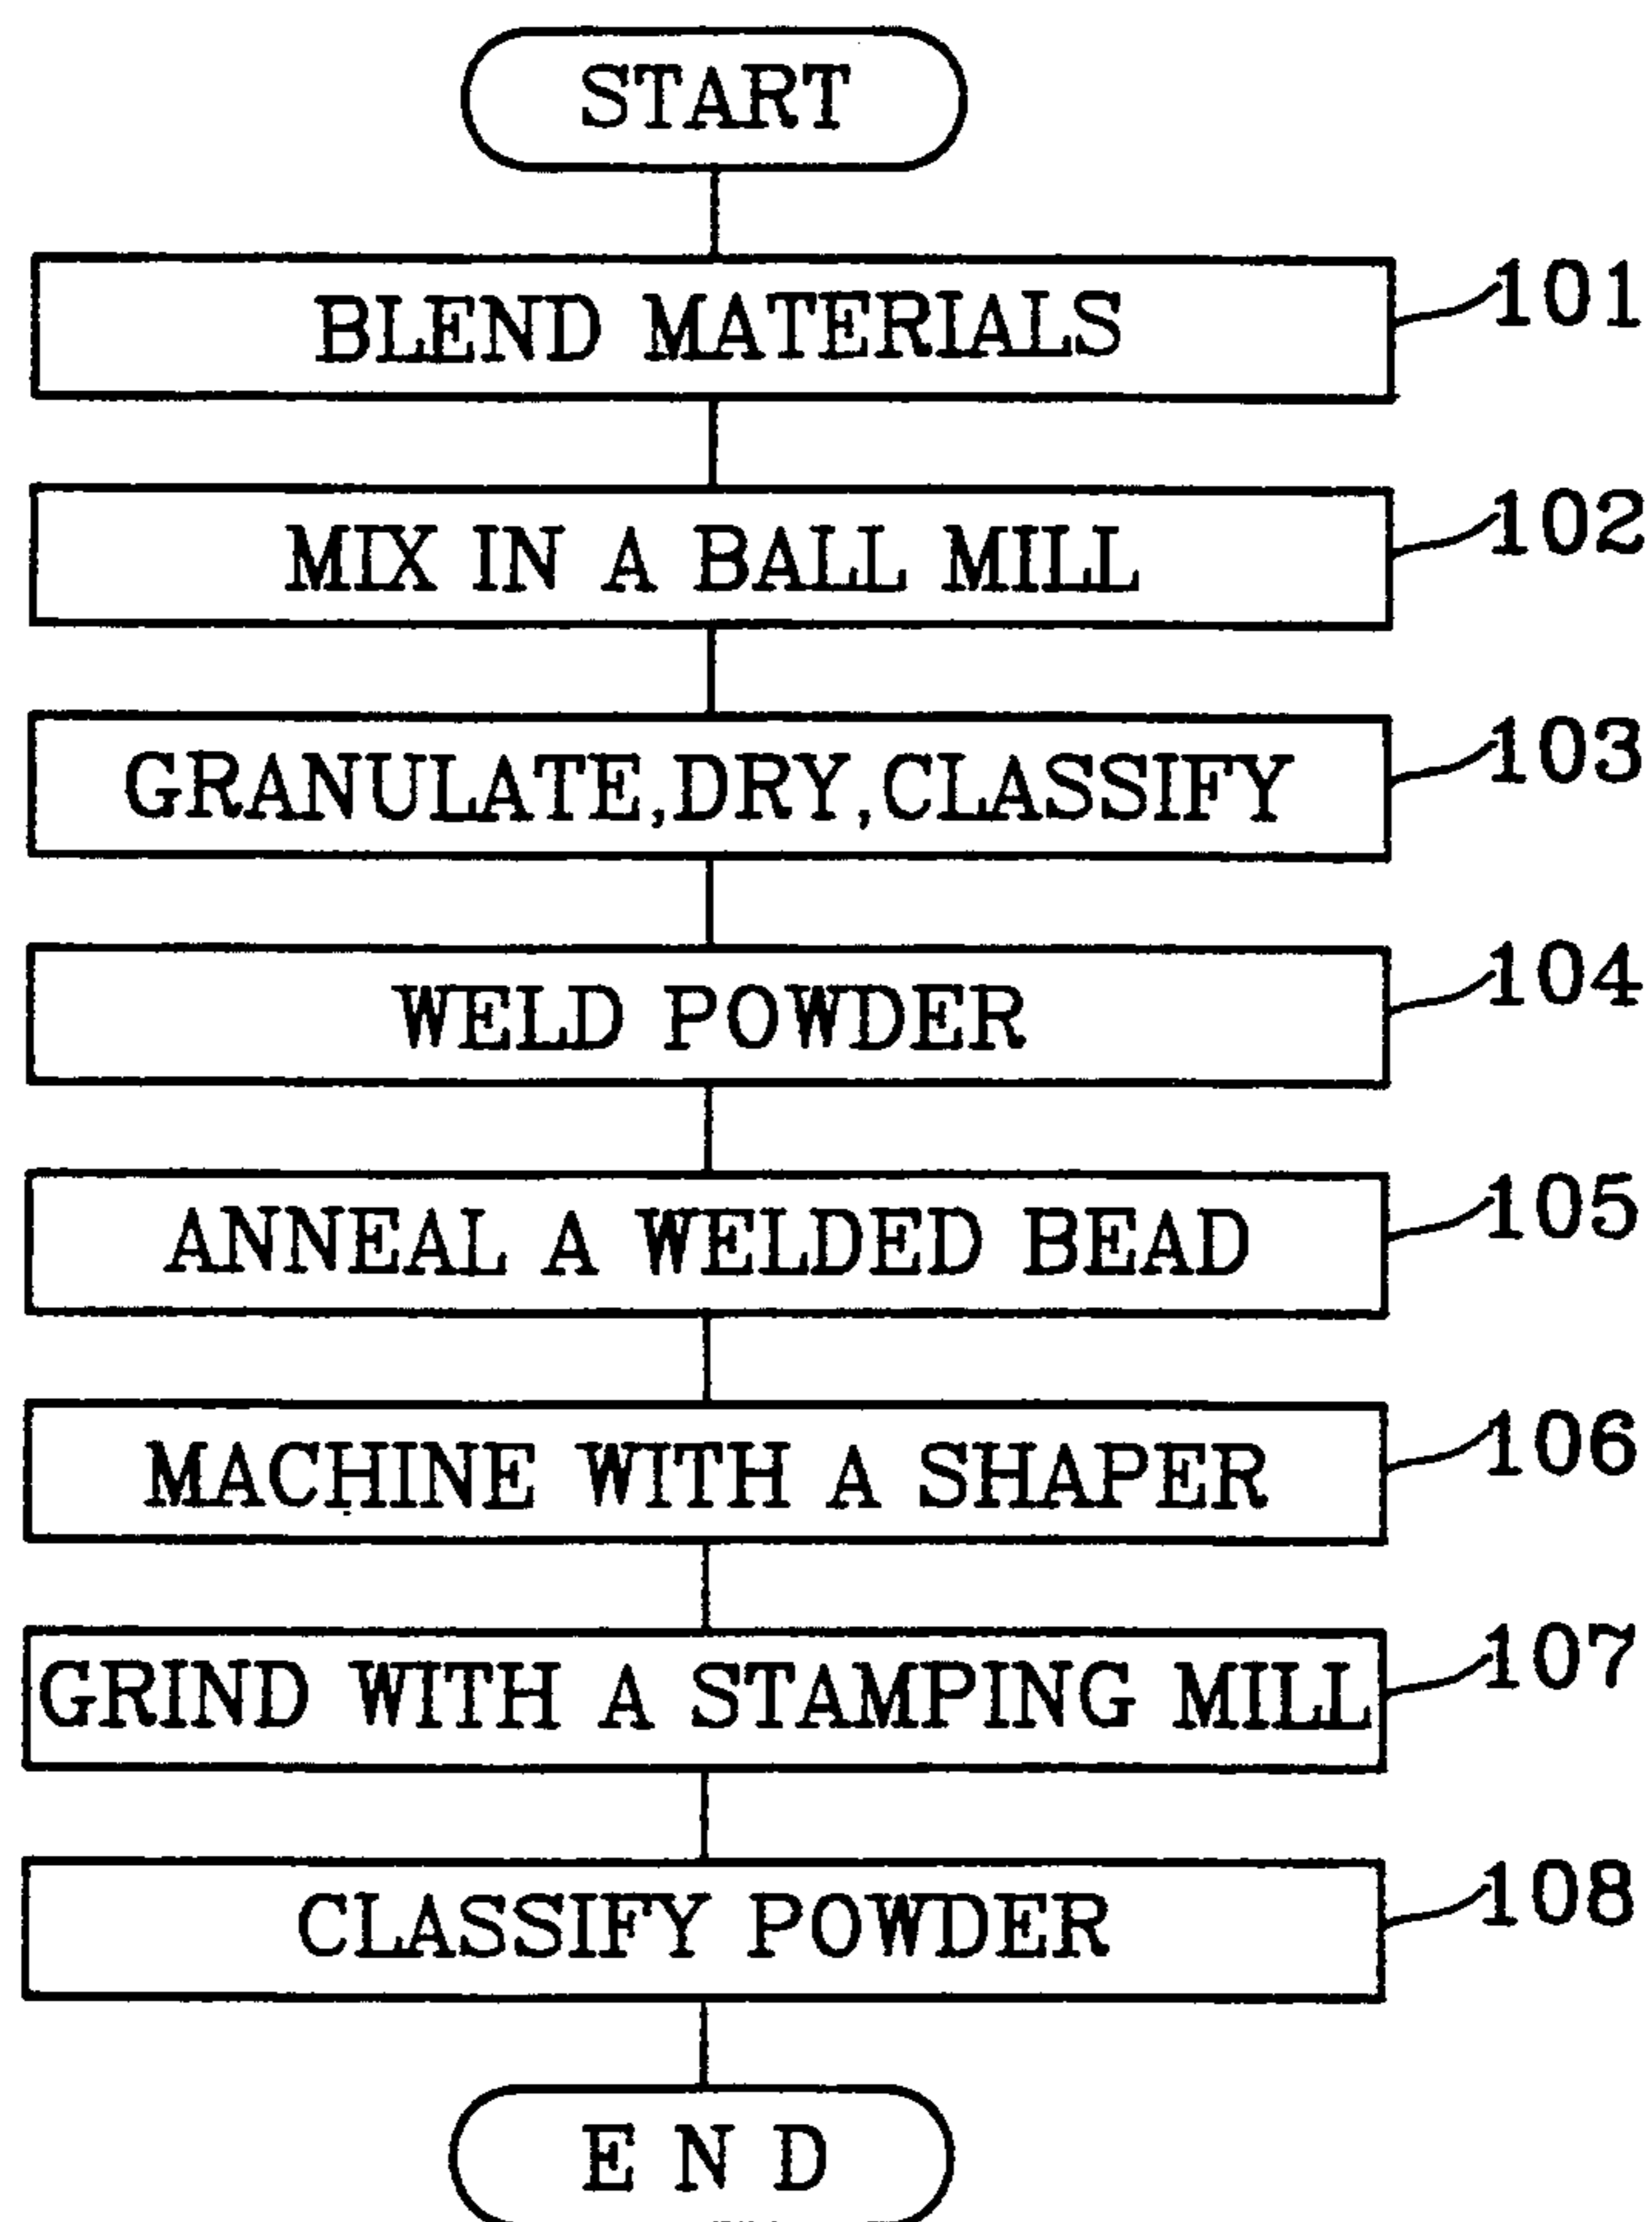 START
BLEND MATERIALS 101
MIX IN A BALL MILL 102
GRANULATE,DRY,CLASSIFY 103
WELD POWDER 104
ANNEAL A WELDED BEAD 105
MACHINE WITH A SHAPER 106
GRIND WITH A STAMPING MILL 107
CLASSIFY POWDER 108
END